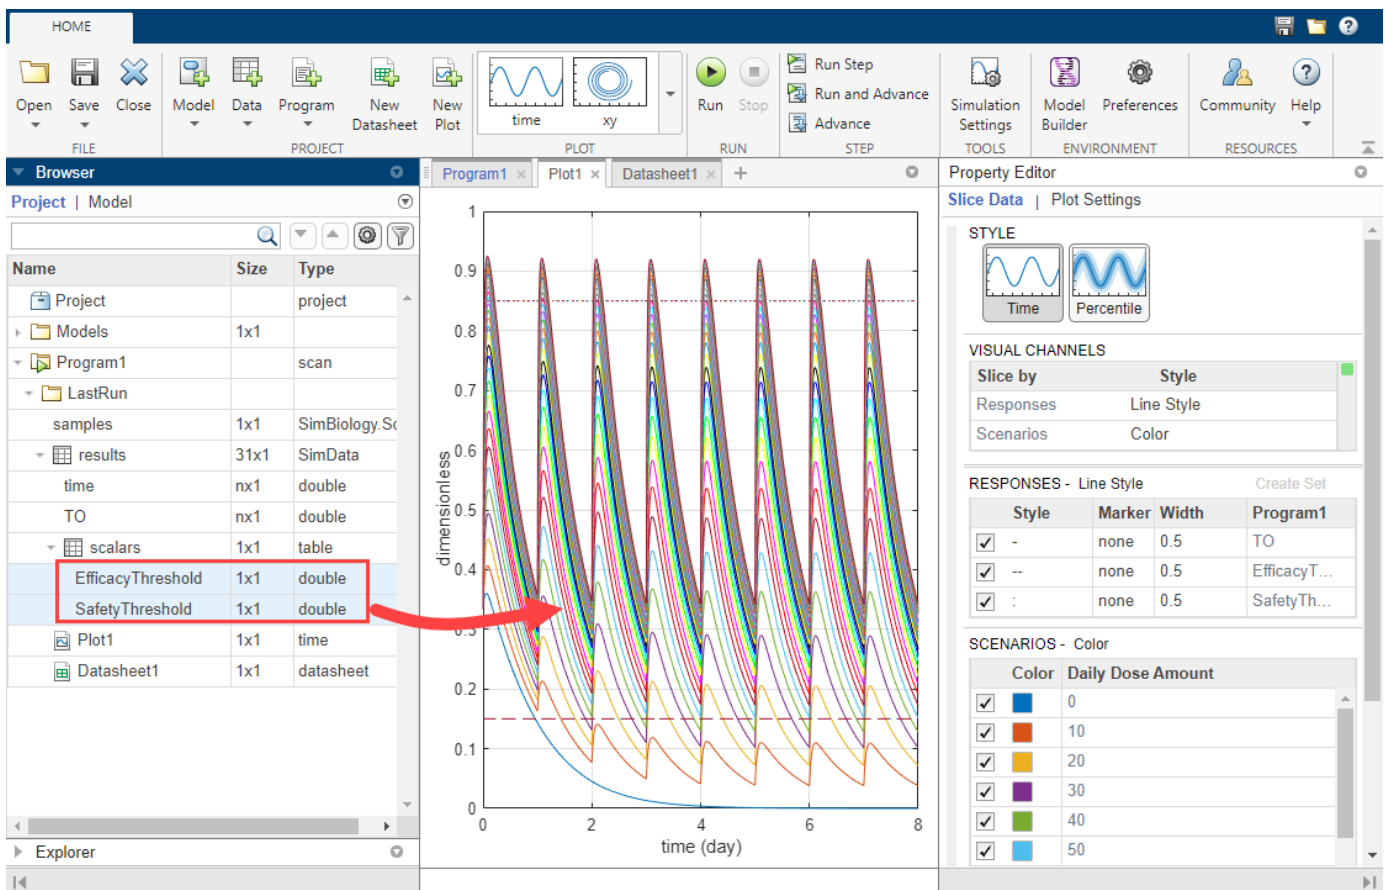 HOME
Open Save Close Model Data Program New Datasheet New Plot time xy Run Stop Run Step Run and Advance Advance Simulation Settings Model Builder Preferences Community Help
FILE PROJECT PLOT RUN STEP TOOLS ENVIRONMENT RESOURCES
Browser
Project | Model
Name Size Type
Project project
Models 1x1
Program1 scan
LastRun
samples 1x1 SimBiology.Sc
results 31x1 SimData
time nx1 double
TO nx1 double
scalars 1x1 table
EfficacyThreshold 1x1 double
SafetyThreshold 1x1 double
Plot1 1x1 time
Datasheet1 1x1 datasheet
Explorer
Program1 × Plot1 × Datasheet1 × +
1
0.9
0.8
0.7
0.6
0.5
0.4
0.3
0.2
0.1
0
dimensionless
0 2 4 6 8
time (day)
Property Editor
Slice Data | Plot Settings
STYLE
Time Percentile
VISUAL CHANNELS
Slice by Style
Responses Line Style
Scenarios Color
RESPONSES - Line Style Create Set
Style Marker Width Program1
- none 0.5 TO
-- none 0.5 EfficacyT...
: none 0.5 SafetyTh...
SCENARIOS - Color
Color Daily Dose Amount
0
10
20
30
40
50